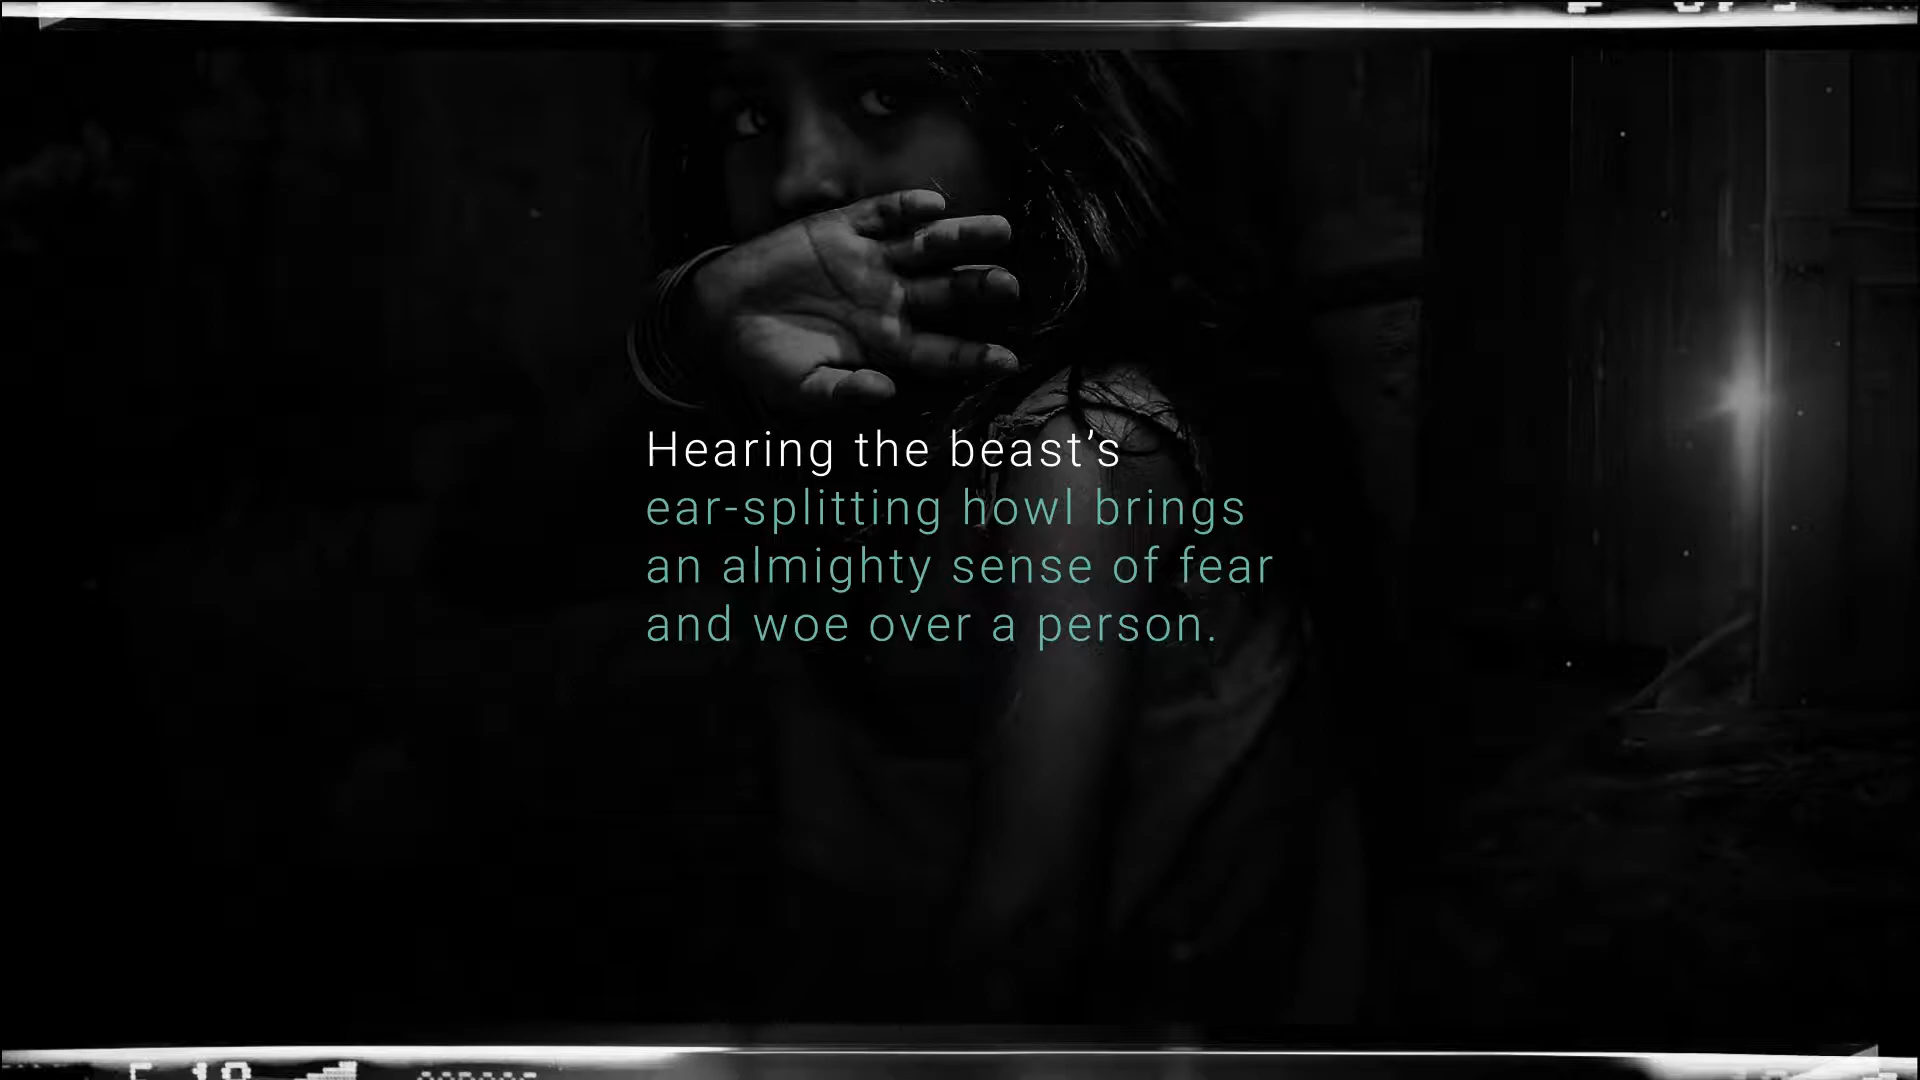 Hearing the beast’s
ear-splitting howl brings
an almighty sense of fear
and woe over a person.